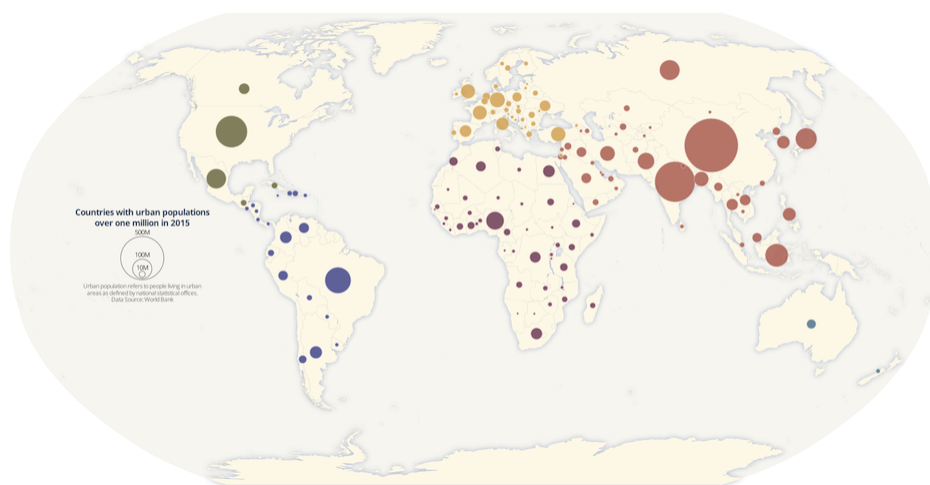 Countries with urban populations
over one million in 2015
500M
100M
10M
Urban population refers to people living in urban
areas as defined by national statistical offices.
Data Source: World Bank